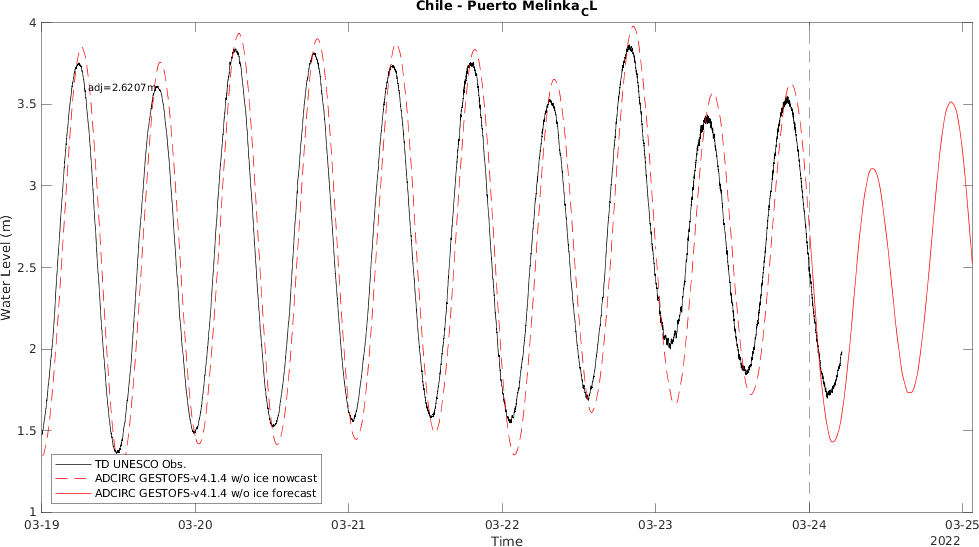 Chile - Puerto Melinka_CL
4
3.5
3
2.5
2
1.5
1
Water Level (m)
adj=2.6207m
TD UNESCO Obs.
ADCIRC GESTOFS-v4.1.4 w/o ice nowcast
ADCIRC GESTOFS-v4.1.4 w/o ice forecast
03-19 03-20 03-21 03-22 03-23 03-24 03-25
Time 2022